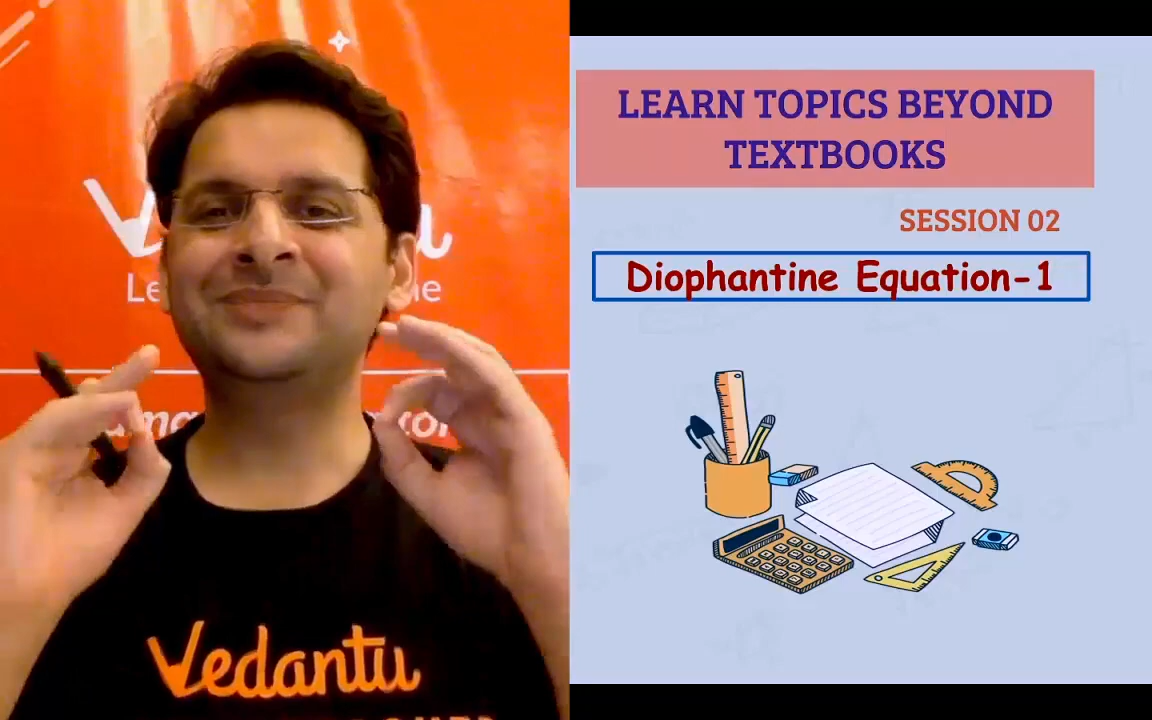 LEARN TOPICS BEYOND
TEXTBOOKS
SESSION 02
Diophantine Equation-1
Vedantu